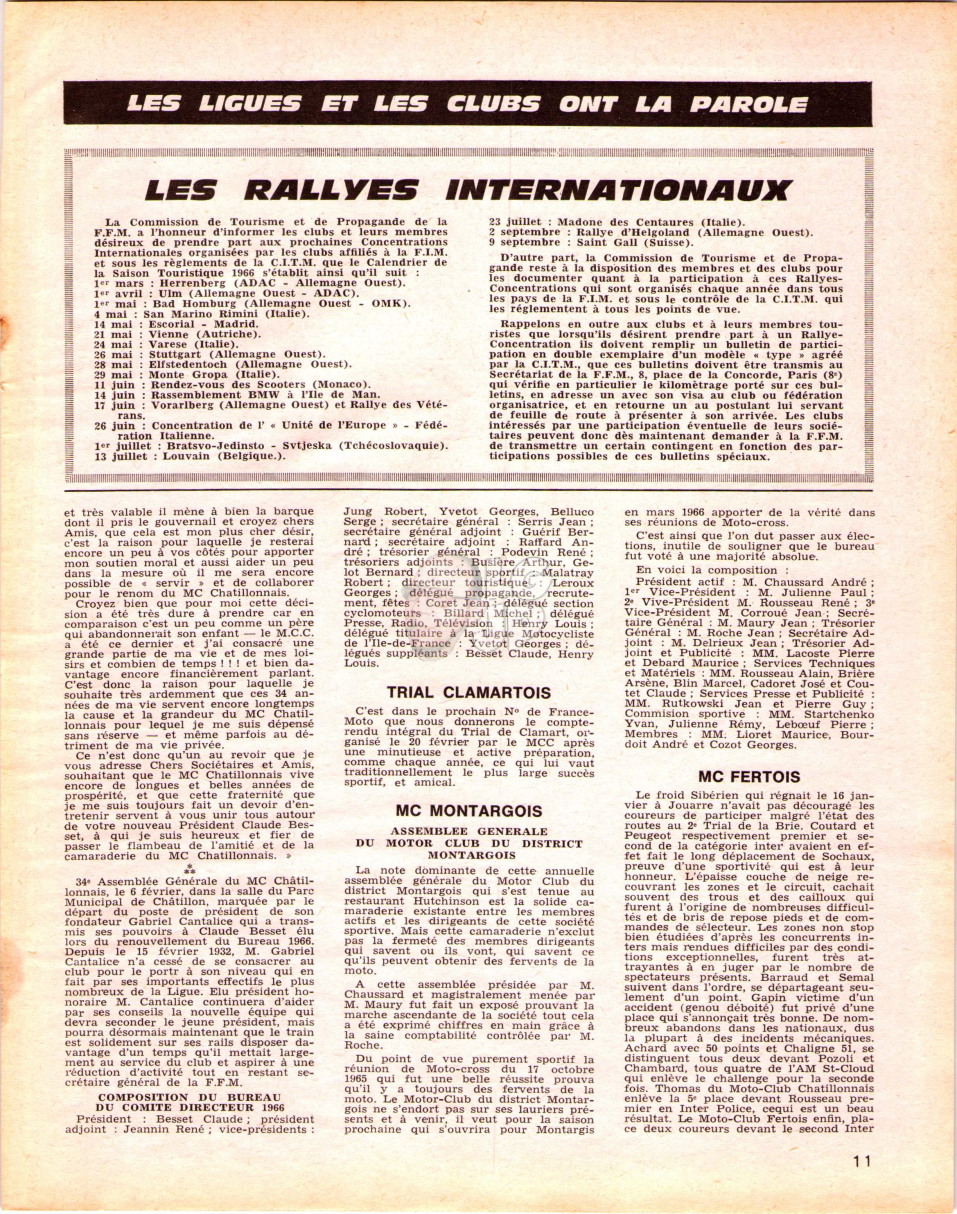 LES LIGUES ET LES CLUBS ONT LA PAROLE
LES RALLYES INTERNATIONAUX
La Commission de Tourisme et de Propagande de la
F.F.M. a l'honneur d'informer les clubs et leurs membres
désireux de prendre part aux prochaines Concentrations
Internationales organisées par les clubs affiliés à la F.I.M.
et sous les règlements de la C.I.T.M. que le Calendrier de
la Saison Touristique 1966 s'établit ainsi qu'il suit :
1er mars : Herrenberg (ADAC - Allemagne Ouest).
1er avril : Ulm (Allemagne Ouest - ADAC).
1er mai : Bad Homburg (Allemagne Ouest - OMK).
4 mai : San Marino Rimini (Italie).
14 mai : Escorial - Madrid.
21 mai : Vienne (Autriche).
24 mai : Varese (Italie).
26 mai : Stuttgart (Allemagne Ouest).
28 mai : Elfstedentoch (Allemagne Ouest).
29 mai : Monte Gropa (Italie).
11 juin : Rendez-vous des Scooters (Monaco).
14 juin : Rassemblement BMW à l'Ile de Man.
17 juin : Vorarlberg (Allemagne Ouest) et Rallye des Vété-
rans.
26 juin : Concentration de l' « Unité de l'Europe » - Fédé-
ration Italienne.
1er juillet : Bratsvo-Jedinsto - Svtjeska (Tchécoslovaquie).
13 juillet : Louvain (Belgique.).
23 juillet : Madone des Centaures (Italie).
2 septembre : Rallye d'Helgoland (Allemagne Ouest).
9 septembre : Saint Gall (Suisse).
D'autre part, la Commission de Tourisme et de Propa-
gande reste à la disposition des membres et des clubs pour
les documenter quant à la participation à ces Rallyes-
Concentrations qui sont organisés chaque année dans tous
les pays de la F.I.M. et sous le contrôle de la C.I.T.M. qui
les réglementent à tous les points de vue.
Rappelons en outre aux clubs et à leurs membres tou-
ristes que lorsqu'ils désirent prendre part à un Rallye-
Concentration ils doivent remplir un bulletin de partici-
pation en double exemplaire d'un modèle « type » agréé
par la C.I.T.M., que ces bulletins doivent être transmis au
Secrétariat de la F.F.M., 8, place de la Concorde, Paris (8e)
qui vérifie en particulier le kilomètrage porté sur ces bul-
letins, en adresse un avec son visa au club ou fédération
organisatrice, et en retourne un au postulant lui servant
de feuille de route à présenter à son arrivée. Les clubs
intéressés par une participation éventuelle de leurs socié-
taires peuvent donc dès maintenant demander à la F.F.M.
de transmettre un certain contingent en fonction des par-
ticipations possibles de ces bulletins spéciaux.
et très valable il mène à bien la barque
dont il pris le gouvernail et croyez chers
Amis, que cela est mon plus cher désir,
c'est la raison pour laquelle je resterai
encore un peu à vos côtés pour apporter
mon soutien moral et aussi aider un peu
dans la mesure où il me sera encore
possible de « servir » et de collaborer
pour le renom du MC Chatillonnais.
Croyez bien que pour moi cette déci-
sion a été très dure à prendre car en
comparaison c'est un peu comme un père
qui abandonnerait son enfant — le M.C.C.
a été ce dernier et j'ai consacré une
grande partie de ma vie et de mes loi-
sirs et combien de temps ! ! ! et bien da-
vantage encore financièrement parlant.
C'est donc la raison pour laquelle je
souhaite très ardemment que ces 34 an-
nées de ma vie servent encore longtemps
la cause et la grandeur du MC Chatil-
lonnais pour lequel je me suis dépensé
sans réserve — et même parfois au dé-
triment de ma vie privée.
Ce n'est donc qu'un au revoir que je
vous adresse Chers Sociétaires et Amis,
souhaitant que le MC Chatillonnais vive
encore de longues et belles années de
prospérité, et que cette fraternité que
je me suis toujours fait un devoir d'en-
tretenir servent à vous unir tous autour
de votre nouveau Président Claude Bes-
set, à qui je suis heureux et fier de
passer le flambeau de l'amitié et de la
camaraderie du MC Chatillonnais. »
***
34e Assemblée Générale du MC Châtil-
lonnais, le 6 février, dans la salle du Parc
Municipal de Châtillon, marquée par le
départ du poste de président de son
fondateur Gabriel Cantalice qui a trans-
mis ses pouvoirs à Claude Besset élu
lors du renouvellement du Bureau 1966.
Depuis le 15 février 1932, M. Gabriel
Cantalice n'a cessé de se consacrer au
club pour le portr à son niveau qui en
fait par ses importants effectifs le plus
nombreux de la Ligue. Elu président ho-
noraire M. Cantalice continuera d'aider
par ses conseils la nouvelle équipe qui
devra seconder le jeune président, mais
pourra désormais maintenant que le train
est solidement sur ses rails disposer da-
vantage d'un temps qu'il mettait large-
ment au service du club et aspirer à une
réduction d'activité tout en restant se-
crétaire général de la F.F.M.
COMPOSITION DU BUREAU
DU COMITE DIRECTEUR 1966
Président : Besset Claude ; président
adjoint : Jeannin René ; vice-présidents :
Jung Robert, Yvetot Georges, Belluco
Serge ; secrétaire général : Serris Jean ;
secrétaire général adjoint : Guérif Ber-
nard ; secrétaire adjoint : Raffard An-
dré ; trésorier général : Podevin René ;
trésoriers adjoints : Busière Arthur, Ge-
lot Bernard ; directeur sportif : Malatray
Robert ; directeur touristique : Leroux
Georges ; délégué propagande, recrute-
ment, fêtes : Coret Jean ; délégué section
cyclomoteurs : Billard Michel ; délégué
Presse, Radio, Télévision Henry Louis ;
délégué titulaire à la Ligue Motocycliste
de l'Ile-de-France : Yvetot Georges ; dé-
légués suppléants : Besset Claude, Henry
Louis.
TRIAL CLAMARTOIS
C'est dans le prochain No de France-
Moto que nous donnerons le compte-
rendu intégral du Trial de Clamart, or-
ganisé le 20 février par le MCC après
une minutieuse et active préparation,
comme chaque année, ce qui lui vaut
traditionnellement le plus large succès
sportif, et amical.
MC MONTARGOIS
ASSEMBLEE GENERALE
DU MOTOR CLUB DU DISTRICT
MONTARGOIS
La note dominante de cette annuelle
assemblée générale du Motor Club du
district Montargois qui s'est tenue au
restaurant Hutchinson est la solide ca-
maraderie existante entre les membres
actifs et les dirigeants de cette société
sportive. Mais cette camaraderie n'exclut
pas la fermeté des membres dirigeants
qui savent ou ils vont, qui savent ce
qu'ils peuvent obtenir des fervents de la
moto.
A cette assemblée présidée par M.
Chaussard et magistralement menée par
M. Maury fut fait un exposé prouvant la
marche ascendante de la société tout cela
a été exprimé chiffres en main grâce à
la saine comptabilité contrôlée par M.
Roche.
Du point de vue purement sportif la
réunion de Moto-cross du 17 octobre
1965 qui fut une belle réussite prouva
qu'il y a toujours des fervents de la
moto. Le Motor-Club du district Montar-
gois ne s'endort pas sur ses lauriers pré-
sents et à venir, il veut pour la saison
prochaine qui s'ouvrira pour Montargis
en mars 1966 apporter de la vérité dans
ses réunions de Moto-cross.
C'est ainsi que l'on dut passer aux élec-
tions, inutile de souligner que le bureau
fut voté à une majorité absolue.
En voici la composition :
Président actif : M. Chaussard André ;
1er Vice-Président : M. Julienne Paul ;
2e Vive-Président M. Rousseau René ; 3e
Vice-Président M. Corroué Jean ; Secré-
taire Général : M. Maury Jean ; Trésorier
Général : M. Roche Jean ; Secrétaire Ad-
joint : M. Delrieux Jean ; Trésorier Ad-
joint et Publicité : MM. Lacoste Pierre
et Debard Maurice ; Services Techniques
et Matériels : MM. Rousseau Alain, Brière
Arsène, Blin Marcel, Cadoret José et Cou-
tet Claude ; Services Presse et Publicité :
MM. Rutkowski Jean et Pierre Guy ;
Commision sportive : MM. Startchenko
Yvan, Julienne Rémy, Lebœuf Pierre ;
Membres : MM. Lioret Maurice, Bour-
doit André et Cozot Georges.
MC FERTOIS
Le froid Sibérien qui régnait le 16 jan-
vier à Jouarre n'avait pas découragé les
coureurs de participer malgré l'état des
routes au 2e Trial de la Brie. Coutard et
Peugeot respectivement premier et se-
cond de la catégorie inter avaient en ef-
fet fait le long déplacement de Sochaux,
preuve d'une sportivité qui est à leur
honneur. L'épaisse couche de neige re-
couvrant les zones et le circuit, cachait
souvent des trous et des cailloux qui
furent à l'origine de nombreuses difficul-
tés et de bris de repose pieds et de com-
mandes de sélecteur. Les zones non stop
bien étudiées d'après les concurrents in-
ters mais rendues difficiles par des condi-
tions exceptionnelles, furent très at-
trayantes à en juger par le nombre de
spectateurs présents. Barraud et Semal
suivent dans l'ordre, se départageant seu-
lement d'un point. Gapin victime d'un
accident (genou déboité) fut privé d'une
place qui s'annonçait très bonne. De nom-
breux abandons dans les nationaux, dus
la plupart à des incidents mécaniques.
Achard avec 50 points et Chaligne 51, se
distinguent tous deux devant Pozoli et
Chambard, tous quatre de l'AM St-Cloud
qui enlève le challenge pour la seconde
fois. Thomas du Moto-Club Chatillonnais
enlève la 5e place devant Rousseau pre-
mier en Inter Police, cequi est un beau
résultat. Le Moto-Club Fertois enfin, pla-
ce deux coureurs devant le second Inter
11